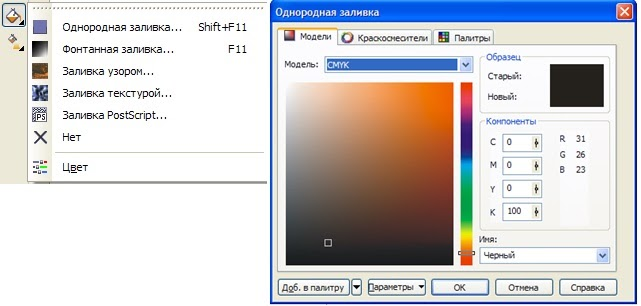 Однородная заливка... Shift+F11
Фонтанная заливка... F11
Заливка узором...
Заливка текстурой...
Заливка PostScript...
Нет
Цвет
Однородная заливка
Модели Краскосмесители Палитры
Модель: CMYK
Образец
Старый:
Новый:
Компоненты
C 0 R 31
M 0 G 26
Y 0 B 23
K 100
Имя:
Черный
Доб. в палитру Параметры OK Отмена Справка